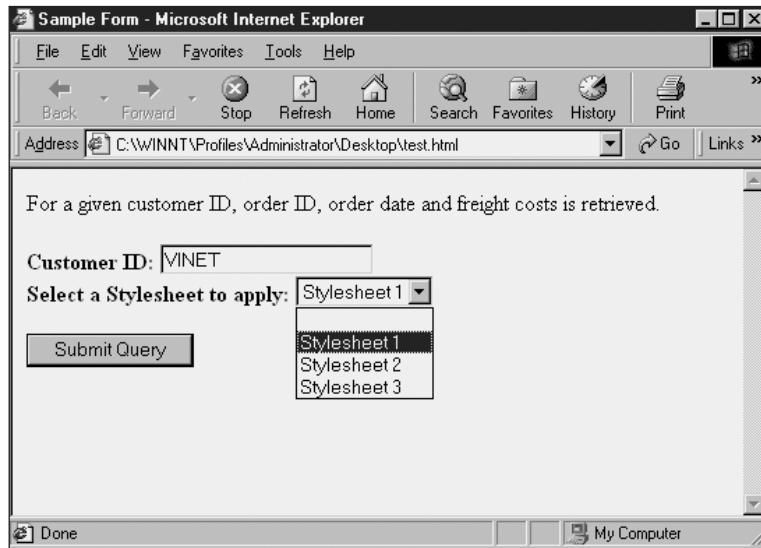 Sample Form - Microsoft Internet Explorer
File Edit View Favorites Tools Help
Back Forward Stop Refresh Home Search Favorites History Print »
Address C:\WINNT\Profiles\Administrator\Desktop\test.html Go Links »
For a given customer ID, order ID, order date and freight costs is retrieved.
Customer ID: VINET
Select a Stylesheet to apply: Stylesheet 1
Stylesheet 1
Submit Query
Stylesheet 2
Stylesheet 3
Done My Computer